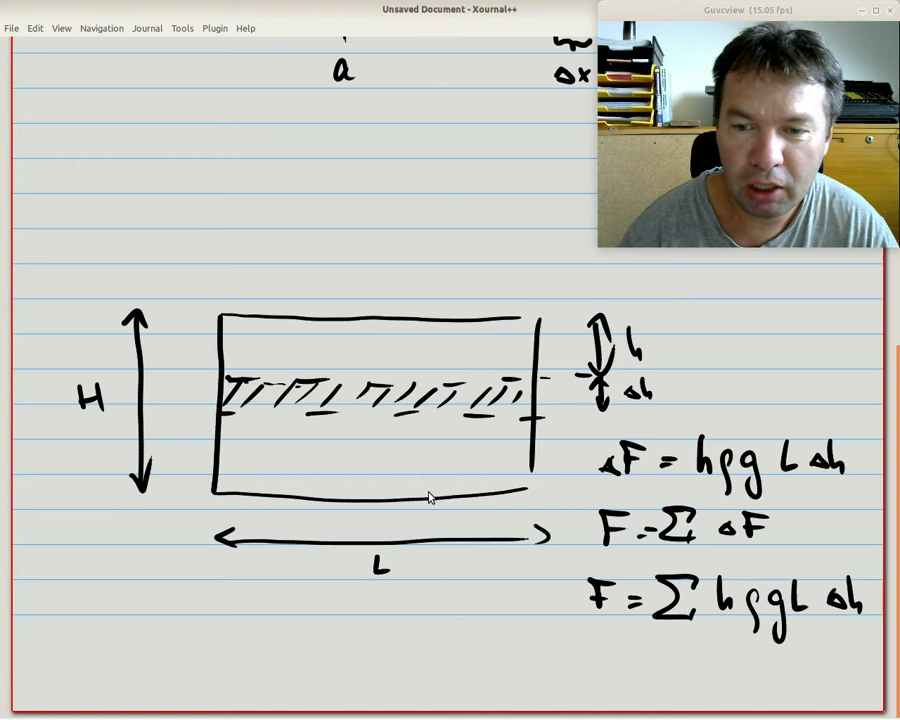 Unsaved Document - Xournal++
Guvcview (15.05 fps)
File Edit View Navigation Journal Tools Plugin Help
a
Δx
h
H
Δh
ΔF = hρg L Δh
F = Σ ΔF
L
F = Σ hρgL Δh